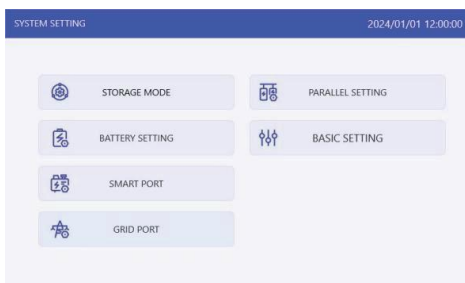 SYSTEM SETTING 2024/01/01 12:00:00
STORAGE MODE PARALLEL SETTING
BATTERY SETTING BASIC SETTING
SMART PORT
GRID PORT